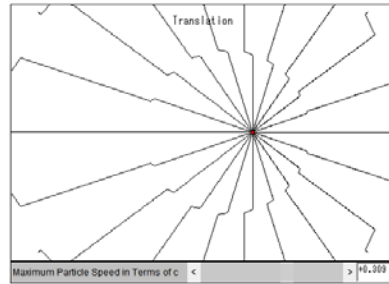 Translation
Maximum Particle Speed in Terms of c < > +0.309